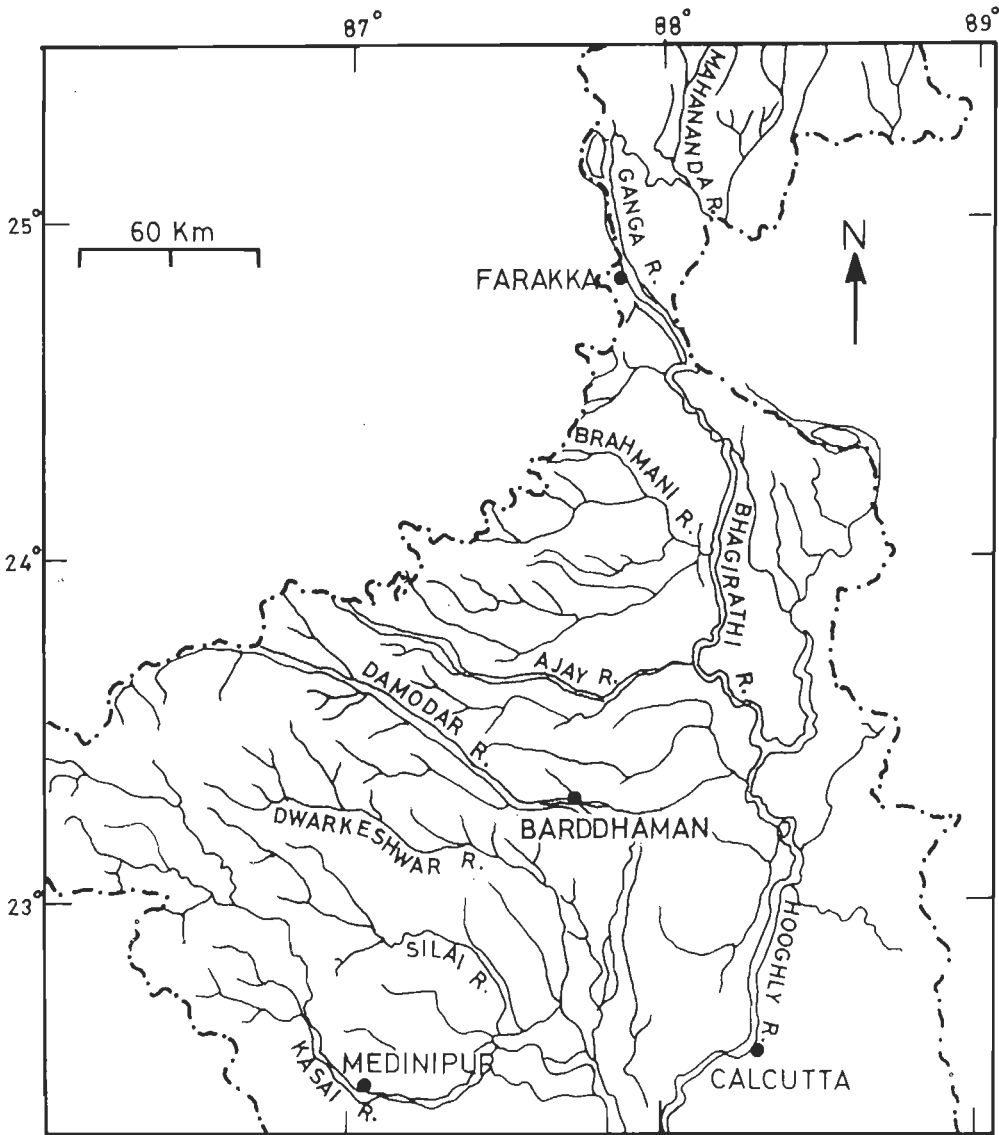 87°
88°
89°
MAHANANDA R.
GANGA R.
25°
60 Km
N
FARAKKA
BRAHMANI R.
BHAGIRATHI R.
24°
AJAY R.
DAMODAR R.
BARDDHAMAN
DWARKESHWAR R.
23°
HOOGHLY R.
SILAI R.
KASAI R.
MEDINIPUR
CALCUTTA